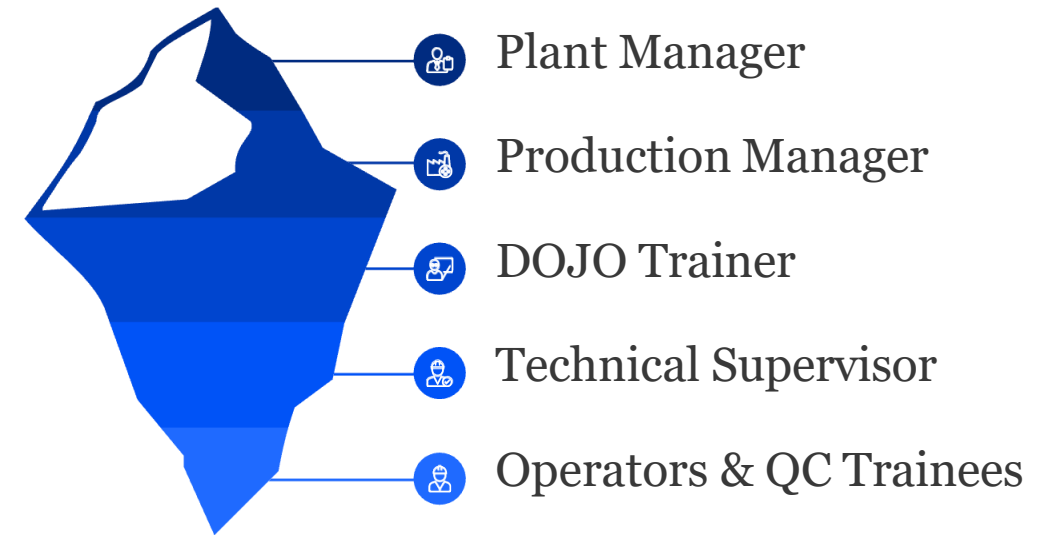 Plant Manager
Production Manager
DOJO Trainer
Technical Supervisor
Operators & QC Trainees